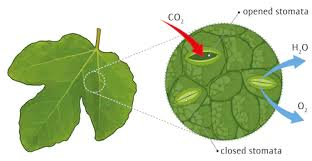 CO₂
opened stomata
H₂O
O₂
closed stomata